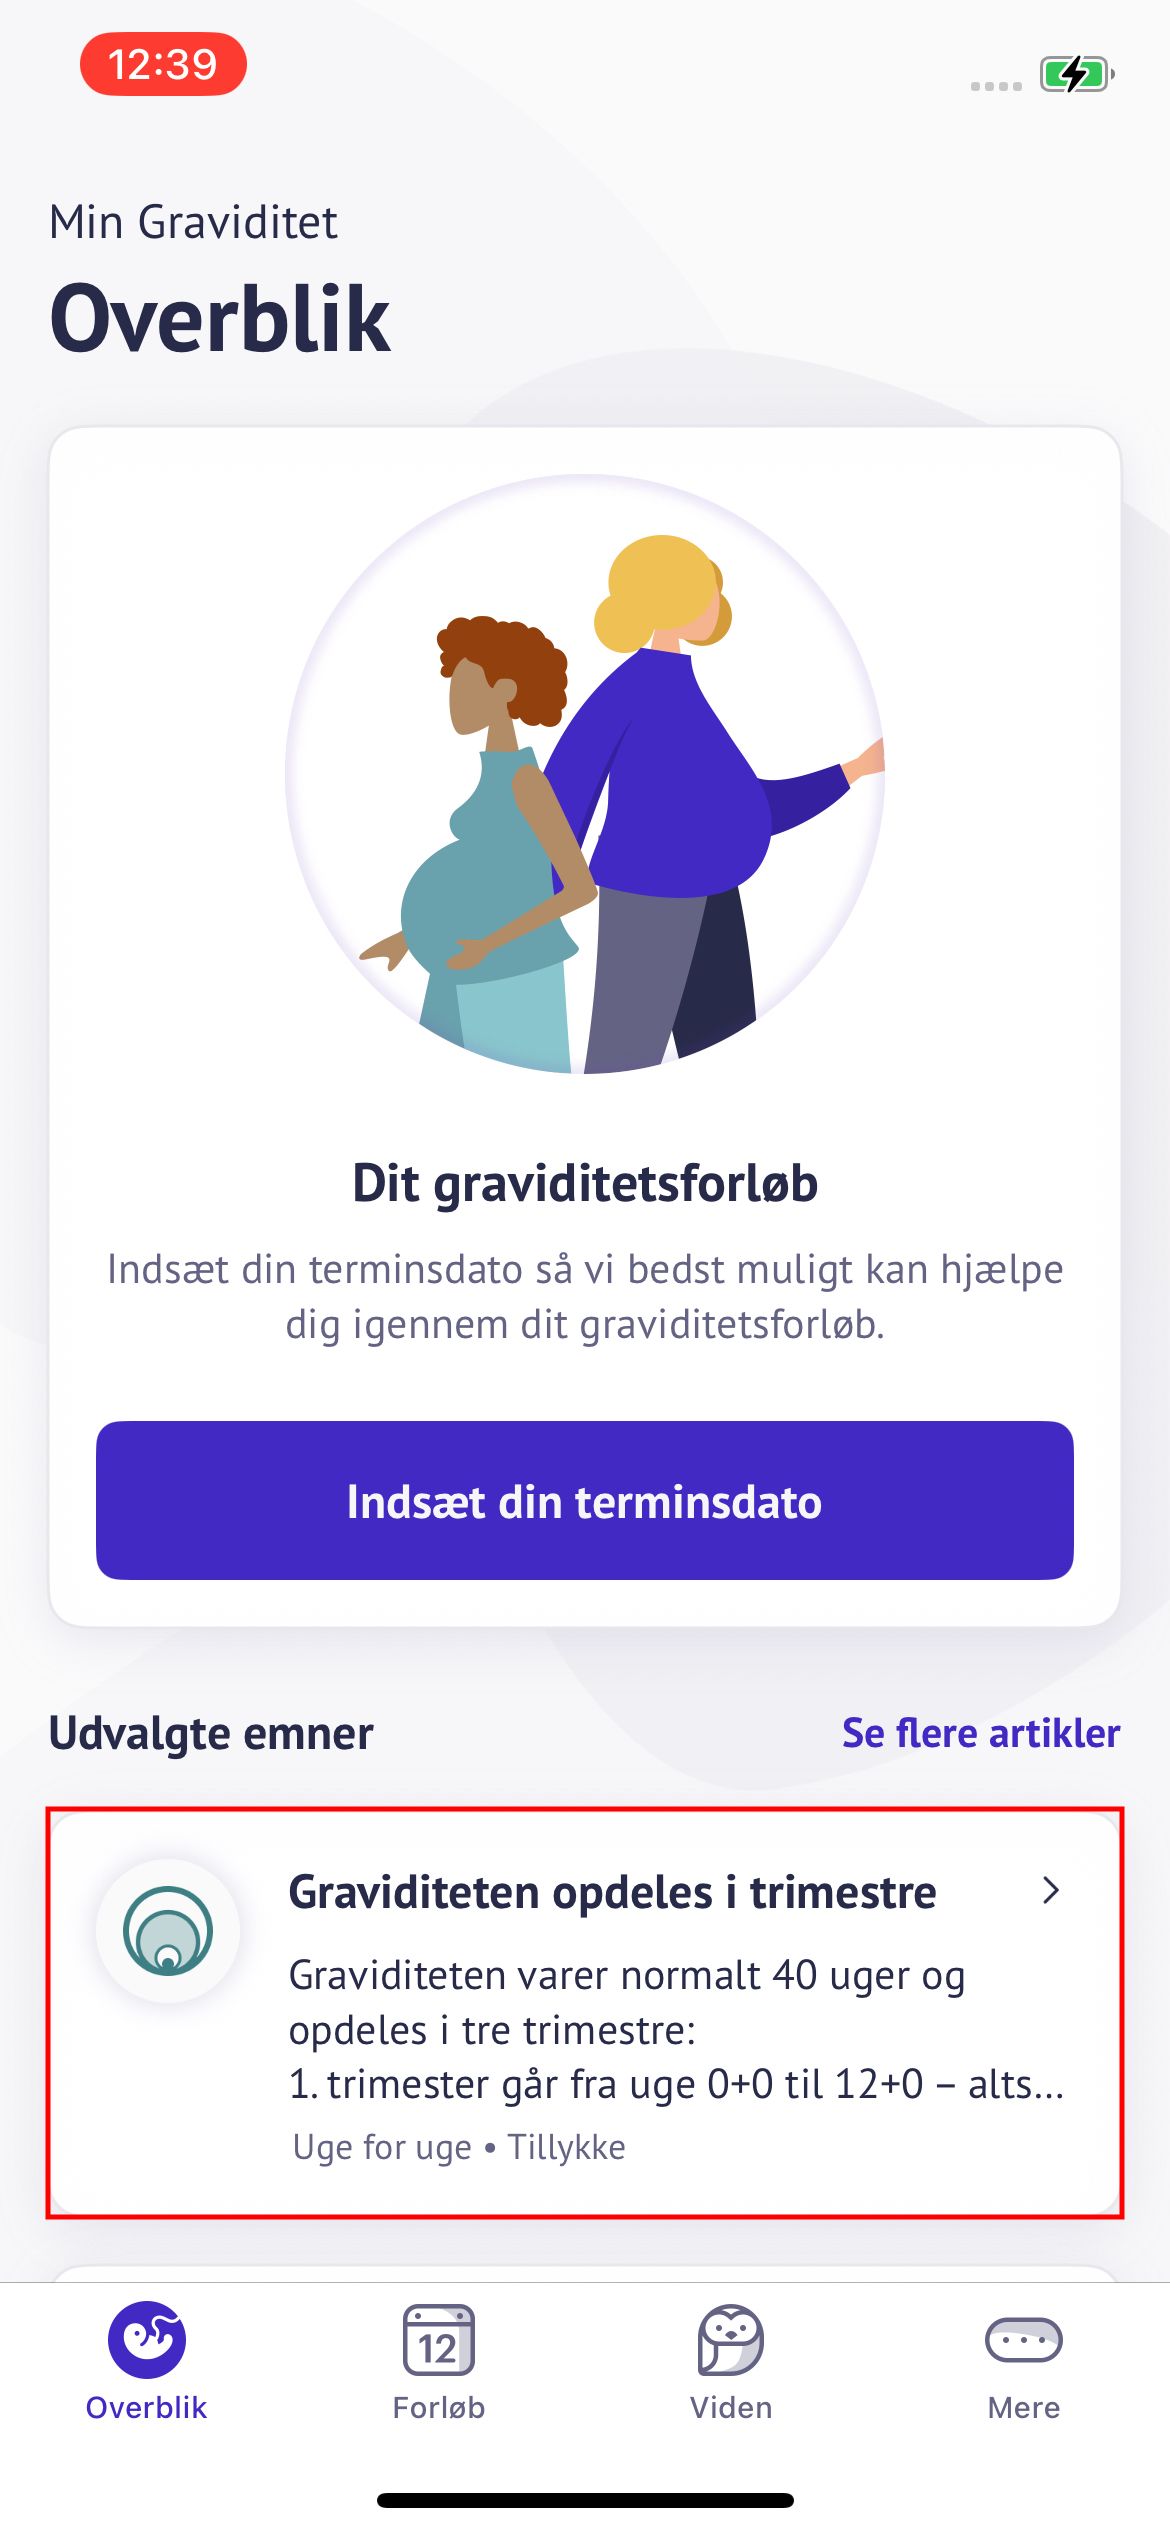 12:39
Min Graviditet
Overblik
Dit graviditetsforløb
Indsæt din terminsdato så vi bedst muligt kan hjælpe
dig igennem dit graviditetsforløb.
Indsæt din terminsdato
Udvalgte emner
Se flere artikler
Graviditeten opdeles i trimestre
Graviditeten varer normalt 40 uger og
opdeles i tre trimestre:
1. trimester går fra uge 0+0 til 12+0 – alts...
Uge for uge • Tillykke
12
Overblik
Forløb
Viden
Mere